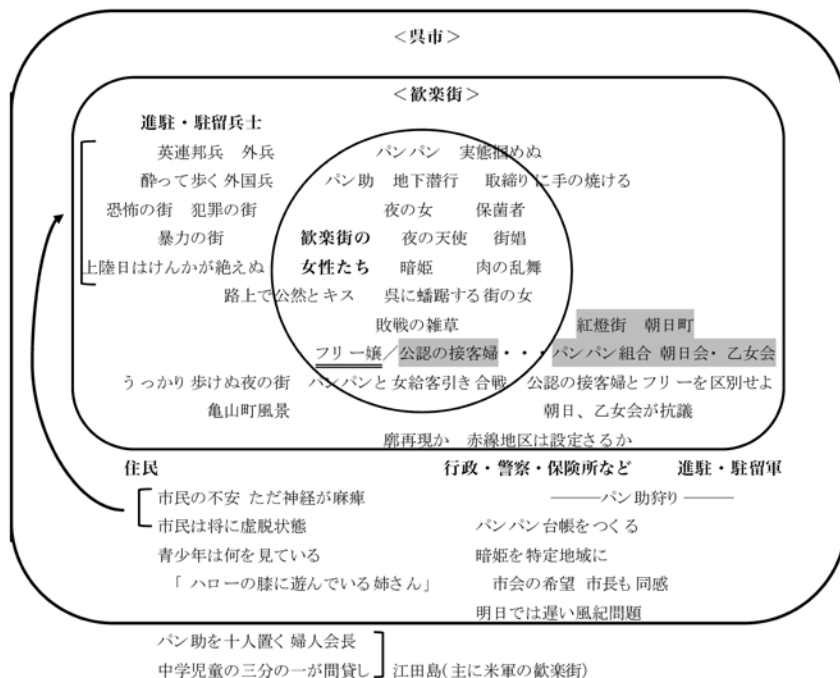 ＜呉市＞
＜歓楽街＞
進駐・駐留兵士
英連邦兵　外兵　パンパン　実態掴めぬ
酔って歩く外国兵　パン助　地下潜行　取締りに手の焼ける
恐怖の街　犯罪の街　夜の女　保菌者
暴力の街　歓楽街の　夜の天使　街娼
上陸日はけんかが絶えぬ　女性たち　暗姫　肉の乱舞
路上で公然とキス　呉に蟠踞する街の女
敗戦の雑草　紅燈街　朝日町
フリー嬢／公認の接客婦・・・パンパン組合 朝日会・乙女会
うっかり歩けぬ夜の街　パンパンと女給客引き合戦　公認の接客婦とフリーを区別せよ
亀山町風景　朝日、乙女会が抗議
廓再現か　赤線地区は設定さるか
住民　行政・警察・保険所など　進駐・駐留軍
市民の不安 ただ神経が麻痺　———パン助狩り———
市民は将に虚脱状態　パンパン台帳をつくる
青少年は何を見ている　暗姫を特定地域に
「 ハローの膝に遊んでいる姉さん」　市会の希望 市長も同感
明日では遅い風紀問題
パン助を十人置く婦人会長
中学児童の三分の一が間貸し　江田島(主に米軍の歓楽街)